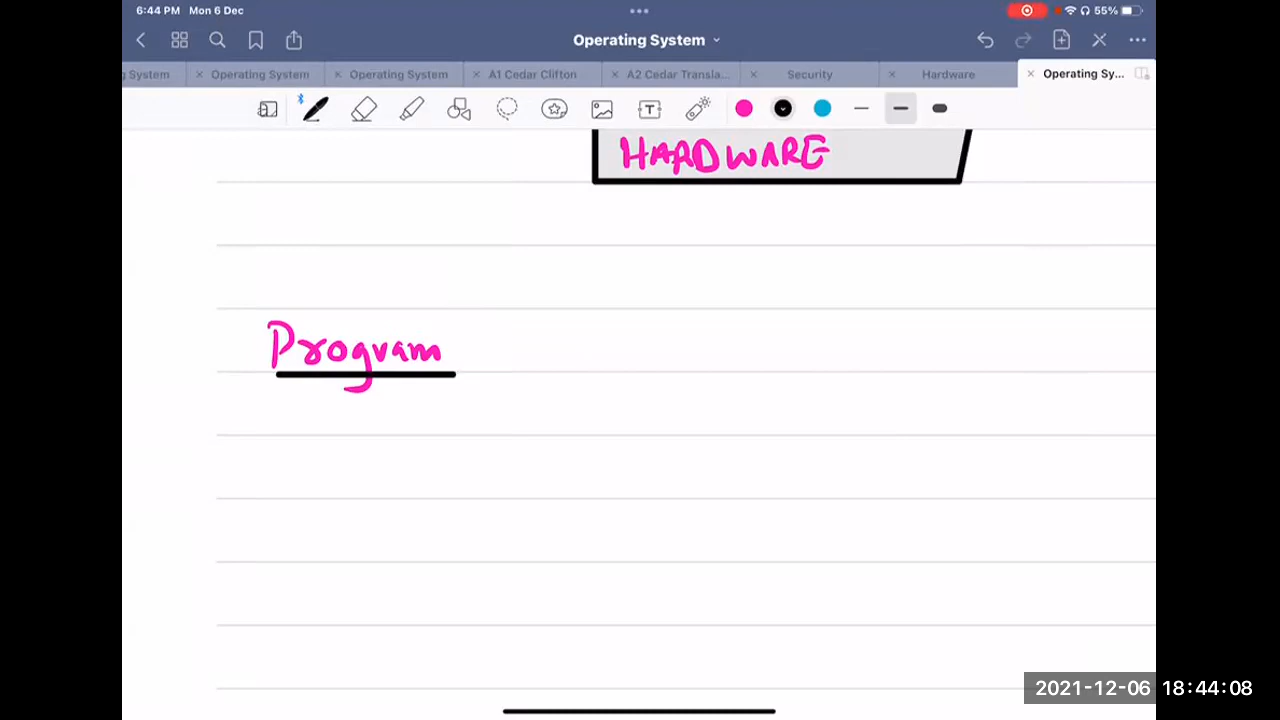 6:44 PM Mon 6 Dec
55%
Operating System
g System
Operating System
Operating System
A1 Cedar Clifton
A2 Cedar Transla...
Security
Hardware
Operating Sy...
HARDWARE
Program
2021-12-06 18:44:08